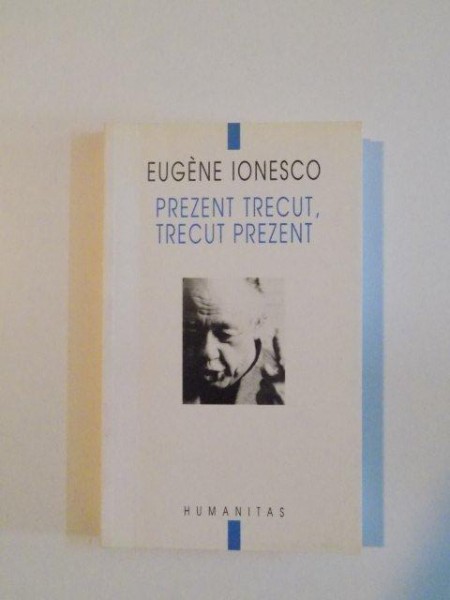 EUGÈNE IONESCO
PREZENT TRECUT,
TRECUT PREZENT
HUMANITAS